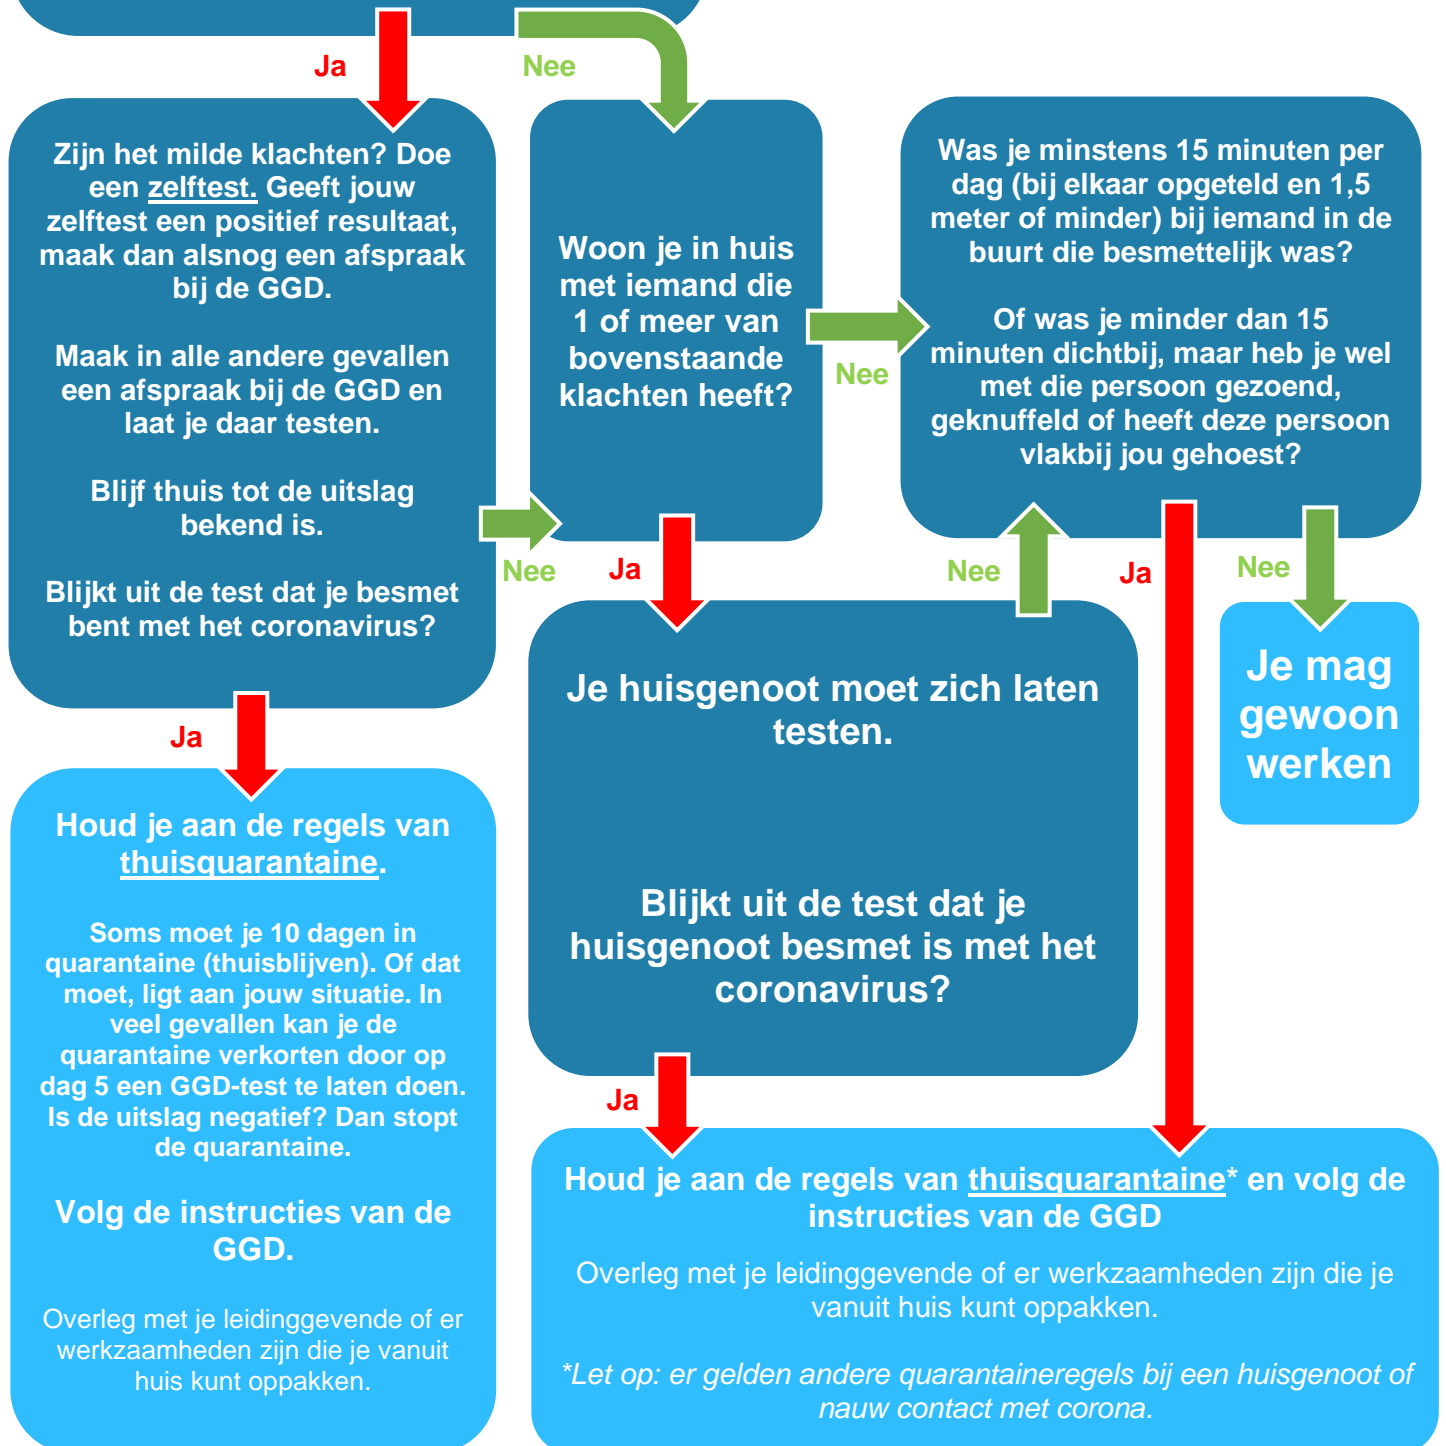 Ja
Nee
Zijn het milde klachten? Doe
een zelftest. Geeft jouw
zelftest een positief resultaat,
maak dan alsnog een afspraak
bij de GGD.
Maak in alle andere gevallen
een afspraak bij de GGD en
laat je daar testen.
Blijf thuis tot de uitslag
bekend is.
Blijkt uit de test dat je besmet
bent met het coronavirus?
Nee
Ja
Woon je in huis
met iemand die
1 of meer van
bovenstaande
klachten heeft?
Nee
Ja
Was je minstens 15 minuten per
dag (bij elkaar opgeteld en 1,5
meter of minder) bij iemand in de
buurt die besmettelijk was?
Of was je minder dan 15
minuten dichtbij, maar heb je wel
met die persoon gezoend,
geknuffeld of heeft deze persoon
vlakbij jou gehoest?
Nee
Ja
Nee
Je mag
gewoon
werken
Je huisgenoot moet zich laten
testen.
Blijkt uit de test dat je
huisgenoot besmet is met het
coronavirus?
Ja
Houd je aan de regels van
thuisquarantaine.
Soms moet je 10 dagen in
quarantaine (thuisblijven). Of dat
moet, ligt aan jouw situatie. In
veel gevallen kan je de
quarantaine verkorten door op
dag 5 een GGD-test te laten doen.
Is de uitslag negatief? Dan stopt
de quarantaine.
Volg de instructies van de
GGD.
Overleg met je leidinggevende of er
werkzaamheden zijn die je vanuit
huis kunt oppakken.
Houd je aan de regels van thuisquarantaine* en volg de
instructies van de GGD
Overleg met je leidinggevende of er werkzaamheden zijn die je
vanuit huis kunt oppakken.
*Let op: er gelden andere quarantaineregels bij een huisgenoot of
nauw contact met corona.